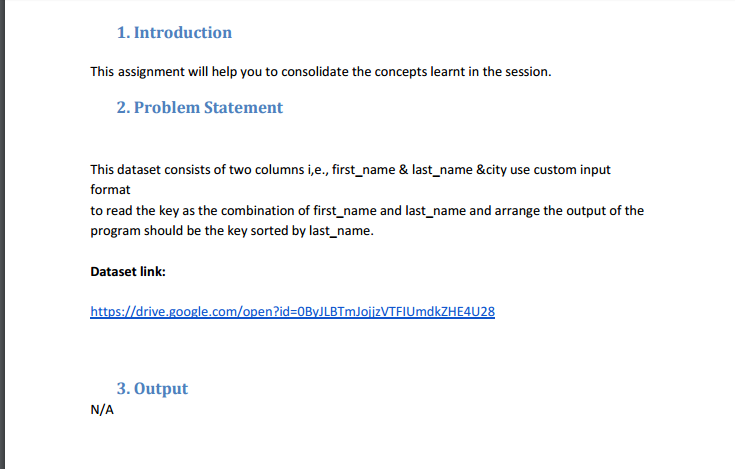 1. Introduction
This assignment will help you to consolidate the concepts learnt in the session.
2. Problem Statement
This dataset consists of two columns i,e., first_name & last_name &city use custom input
format
to read the key as the combination of first_name and last_name and arrange the output of the
program should be the key sorted by last_name.
Dataset link:
https://drive.google.com/open?id=0ByJLBTmJojjzVTFIUmdkZHE4U28
3. Output
N/A